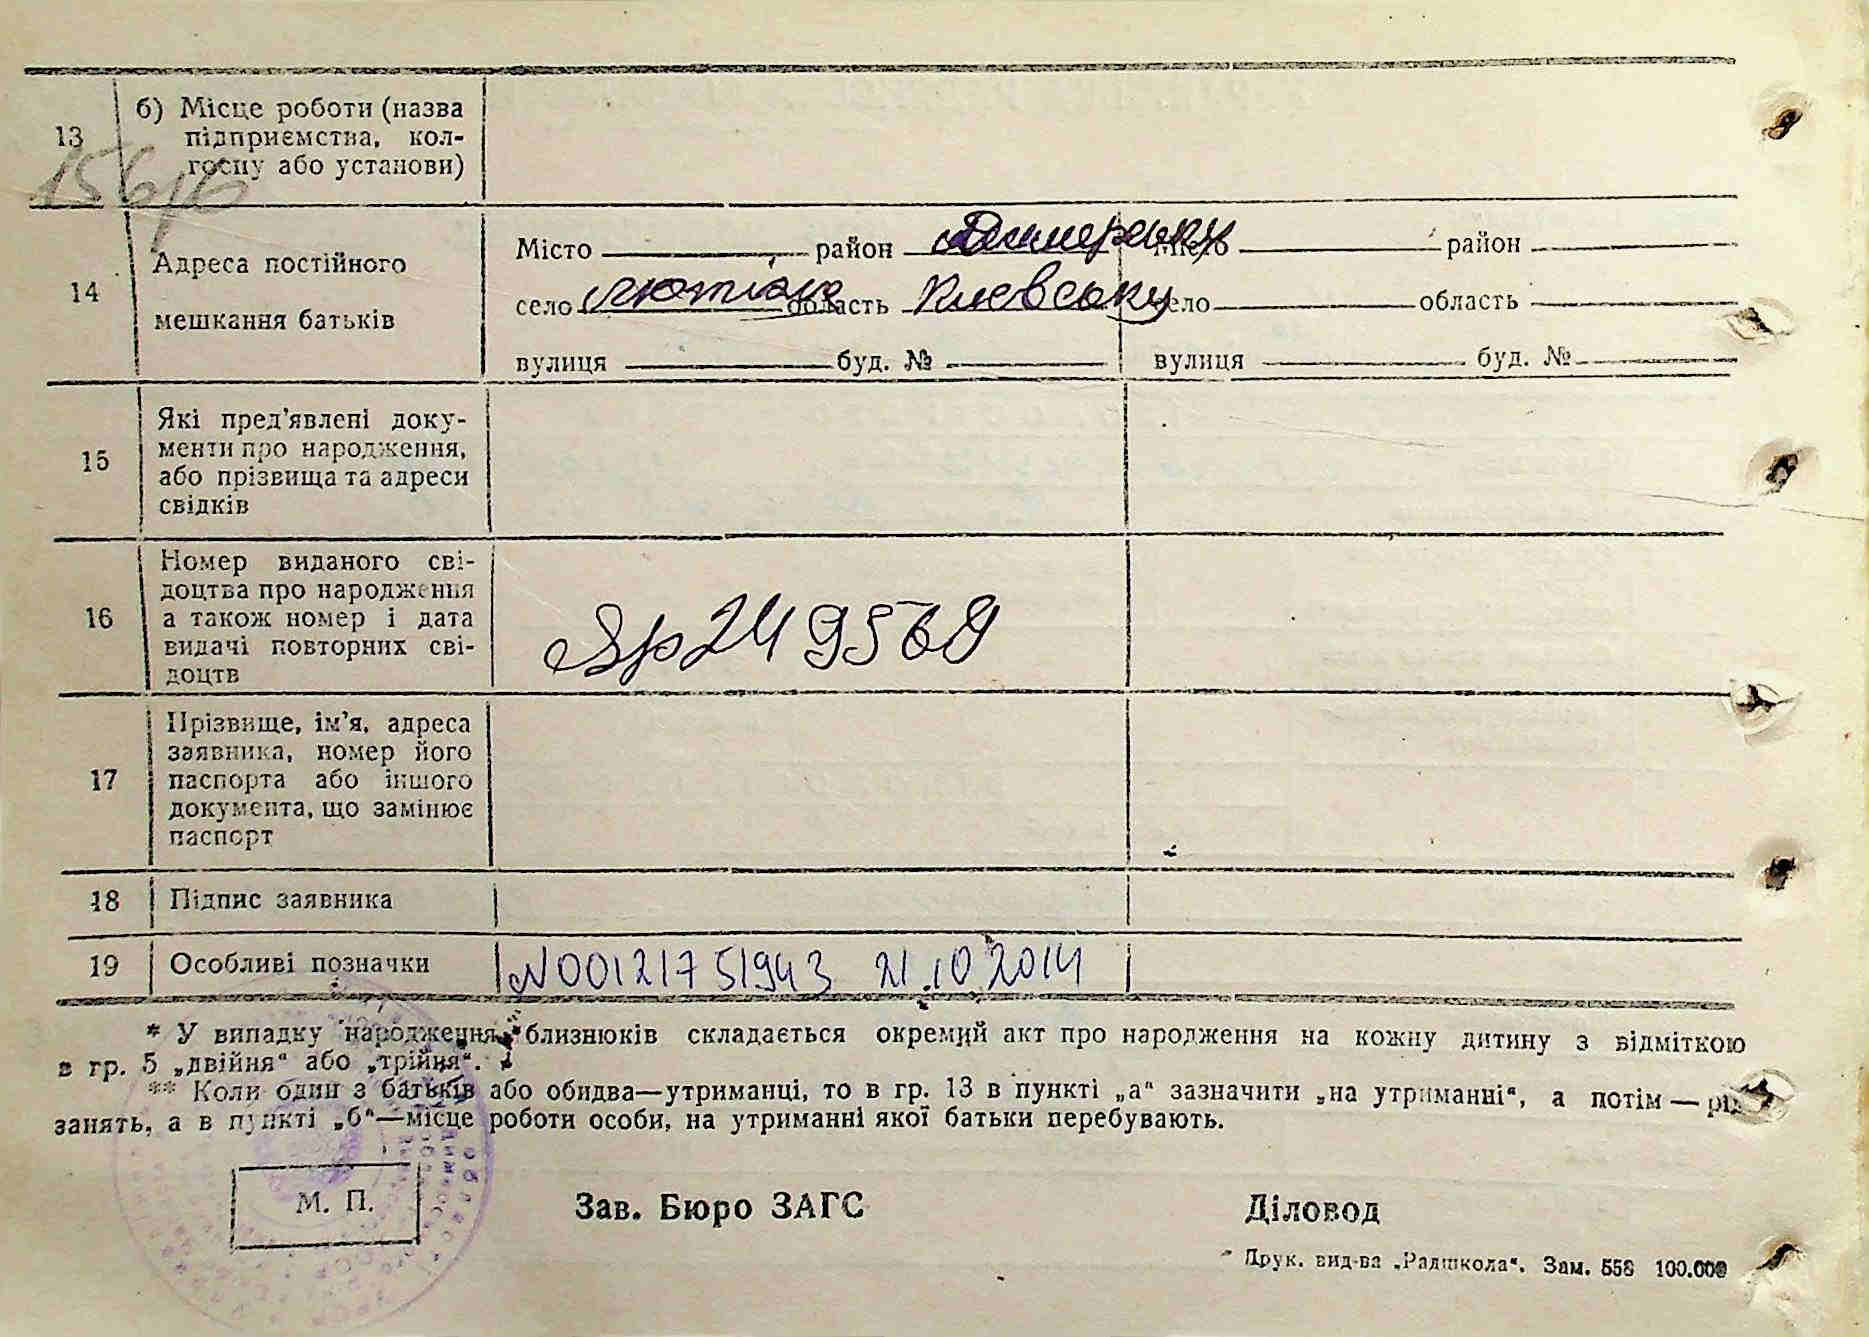 13 б) Місце роботи (назва
підприємства, кол-
госпу або установи)
156/б
14 Адреса постійного
мешкання батьків
Місто район Димерську Місто район
село Лютіж область Киевську село область
вулиця буд. № вулиця буд. №
15 Які пред'явлені доку-
менти про народження,
або прізвища та адреси
свідків
16 Номер виданого сві-
доцтва про народження
а також номер і дата
видачі повторних сві-
доцтв
249569
17 Прізвище, ім'я, адреса
заявника, номер його
паспорта або іншого
документа, що замінює
паспорт
18 Підпис заявника
19 Особливі позначки N00121751943 21.10.2014
* У випадку народження близнюків складається окремий акт про народження на кожну дитину з відміткою
в гр. 5 „двійня“ або „трійня“.
** Коли один з батьків або обидва—утриманці, то в гр. 13 в пункті „а“ зазначити „на утриманні“, а потім — рід
занять, а в пункті „б“—місце роботи особи, на утриманні якої батьки перебувають.
М. П. Зав. Бюро ЗАГС Діловод
Друк. вид-ва „Радшкола“. Зам. 558 100.000